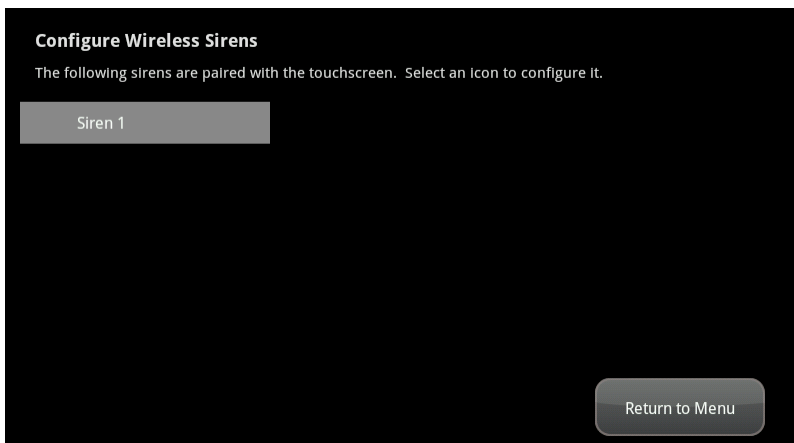 Configure Wireless Sirens
The following sirens are paired with the touchscreen.  Select an icon to configure it.
Siren 1
Return to Menu